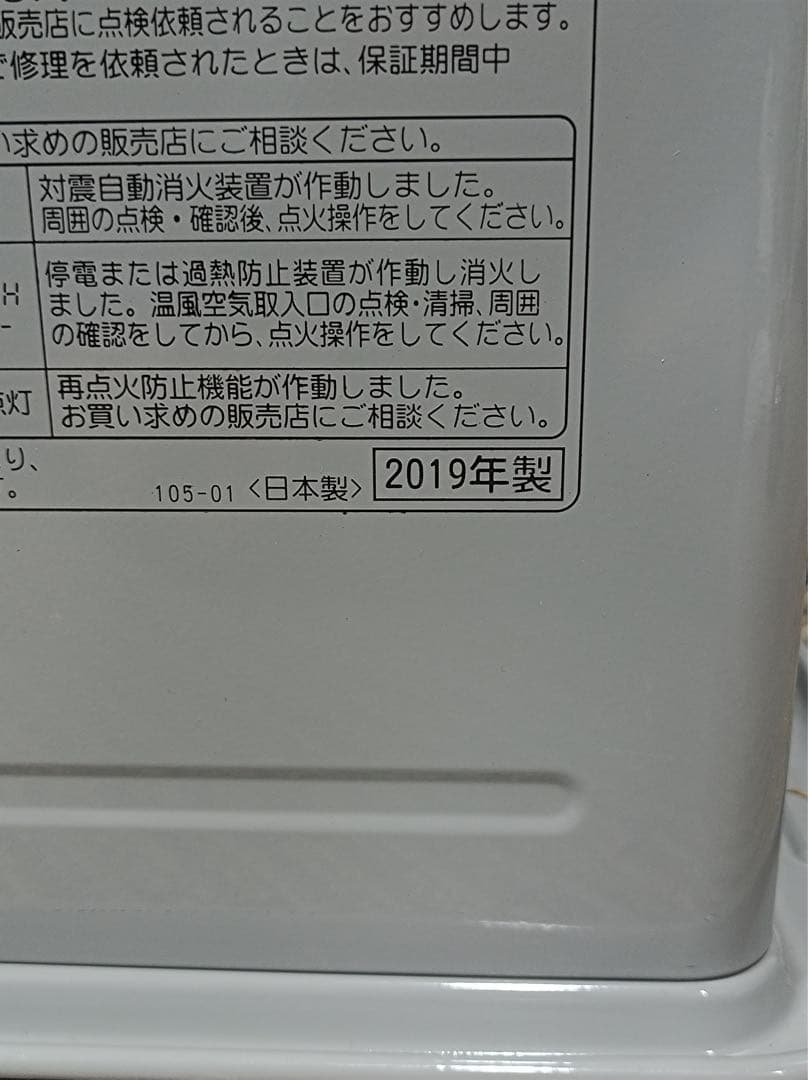 販売店に点検依頼されることをおすすめします。
で修理を依頼されたときは、保証期間中
い求めの販売店にご相談ください。
対震自動消火装置が作動しました。
周囲の点検・確認後、点火操作をしてください。
H
停電または過熱防止装置が作動し消火し
ました。温風空気取入口の点検・清掃、周囲
の確認をしてから、点火操作をしてください。
点灯
再点火防止機能が作動しました。
お買い求めの販売店にご相談ください。
り、
。
105-01 <日本製> 2019年製